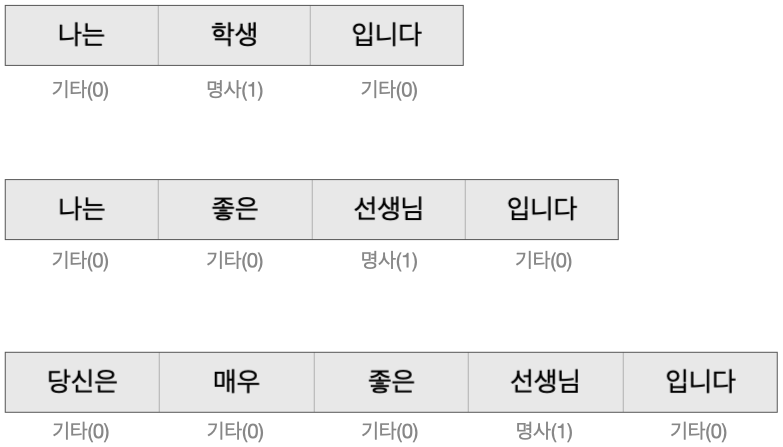 나는 학생 입니다
기타(0) 명사(1) 기타(0)
나는 좋은 선생님 입니다
기타(0) 기타(0) 명사(1) 기타(0)
당신은 매우 좋은 선생님 입니다
기타(0) 기타(0) 기타(0) 명사(1) 기타(0)